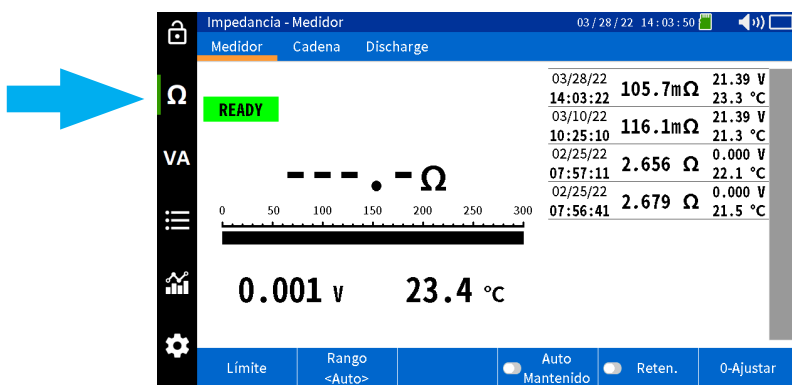 Impedancia - Medidor 03/28/22 14:03:50
Medidor Cadena Discharge
Ω
VA
READY
---.-Ω
0 50 100 150 200 250 300
0.001 V 23.4 °C
03/28/22 105.7mΩ 21.39 V
14:03:22 23.3 °C
03/10/22 116.1mΩ 21.39 V
10:25:10 21.3 °C
02/25/22 2.656 Ω 0.000 V
07:57:11 22.1 °C
02/25/22 2.679 Ω 0.000 V
07:56:41 21.5 °C
Límite
Rango
<Auto>
Auto
Mantenido
Reten.
0-Ajustar